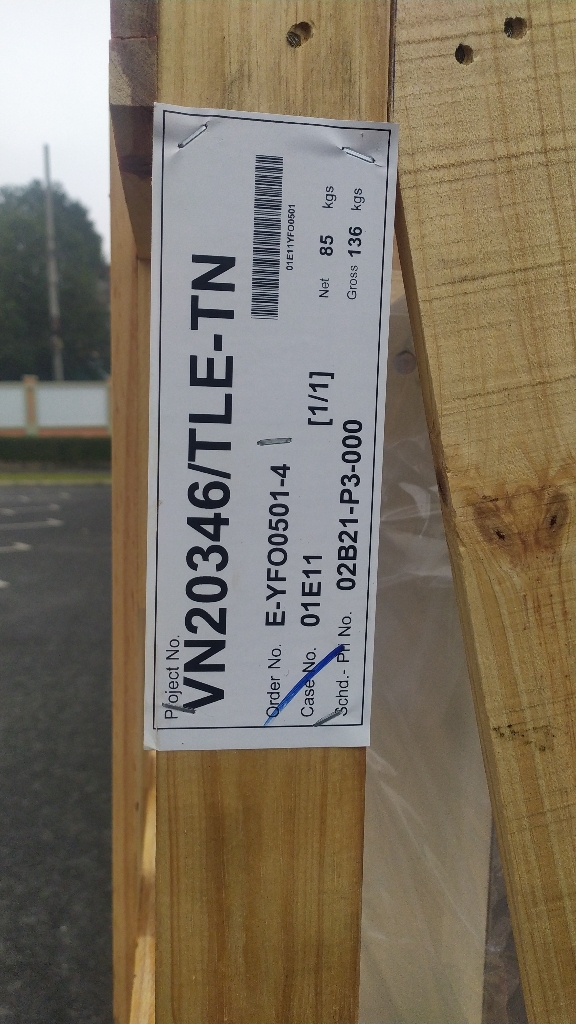 Project No.
VN20346/TLE-TN
Order No. E-YFO0501-4
01E11YFO0501
Case No. 01E11 [1/1]
Net 85 kgs
Schd.- PH No. 02B21-P3-000
Gross 136 kgs